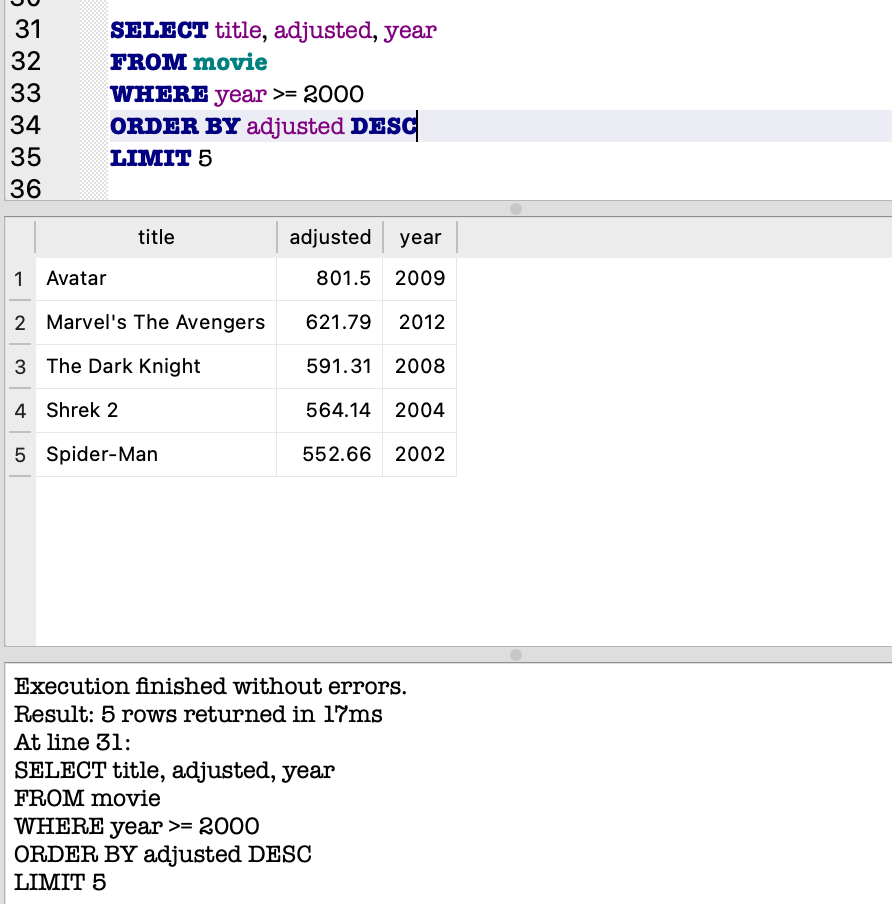 30
31 SELECT title, adjusted, year
32 FROM movie
33 WHERE year >= 2000
34 ORDER BY adjusted DESC
35 LIMIT 5
36
title adjusted year
1 Avatar 801.5 2009
2 Marvel's The Avengers 621.79 2012
3 The Dark Knight 591.31 2008
4 Shrek 2 564.14 2004
5 Spider-Man 552.66 2002
Execution finished without errors.
Result: 5 rows returned in 17ms
At line 31:
SELECT title, adjusted, year
FROM movie
WHERE year >= 2000
ORDER BY adjusted DESC
LIMIT 5